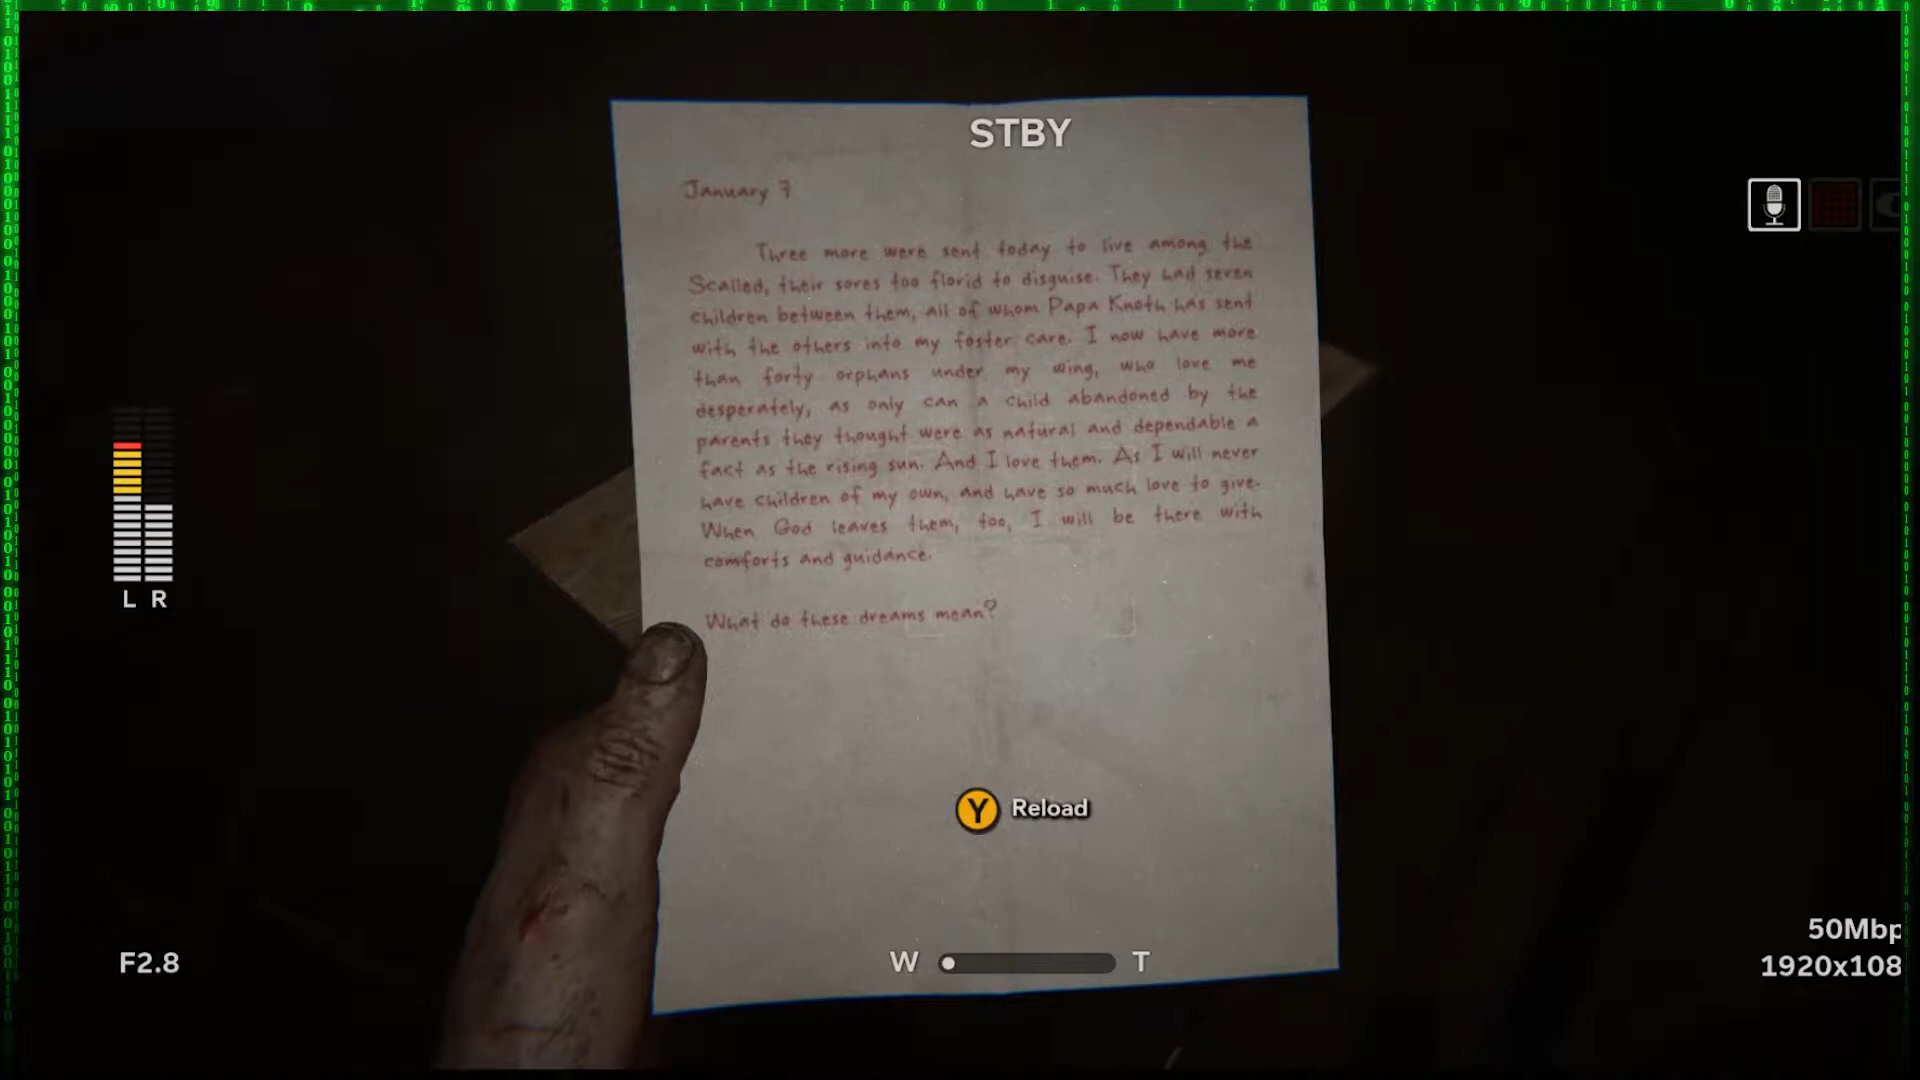 STBY
January 7
Three more were sent today to live among the
Scalled, their sores too florid to disguise. They had seven
children between them, all of whom Papa Knoth has sent
with the others into my foster care. I now have more
than forty orphans under my wing, who love me
desperately, as only can a child abandoned by the
parents they thought were as natural and dependable a
fact as the rising sun. And I love them. As I will never
have children of my own, and have so much love to give.
When God leaves them, too, I will be there with
comforts and guidance.
What do these dreams mean?
L R
Y Reload
F2.8
W T
50Mbp
1920x108